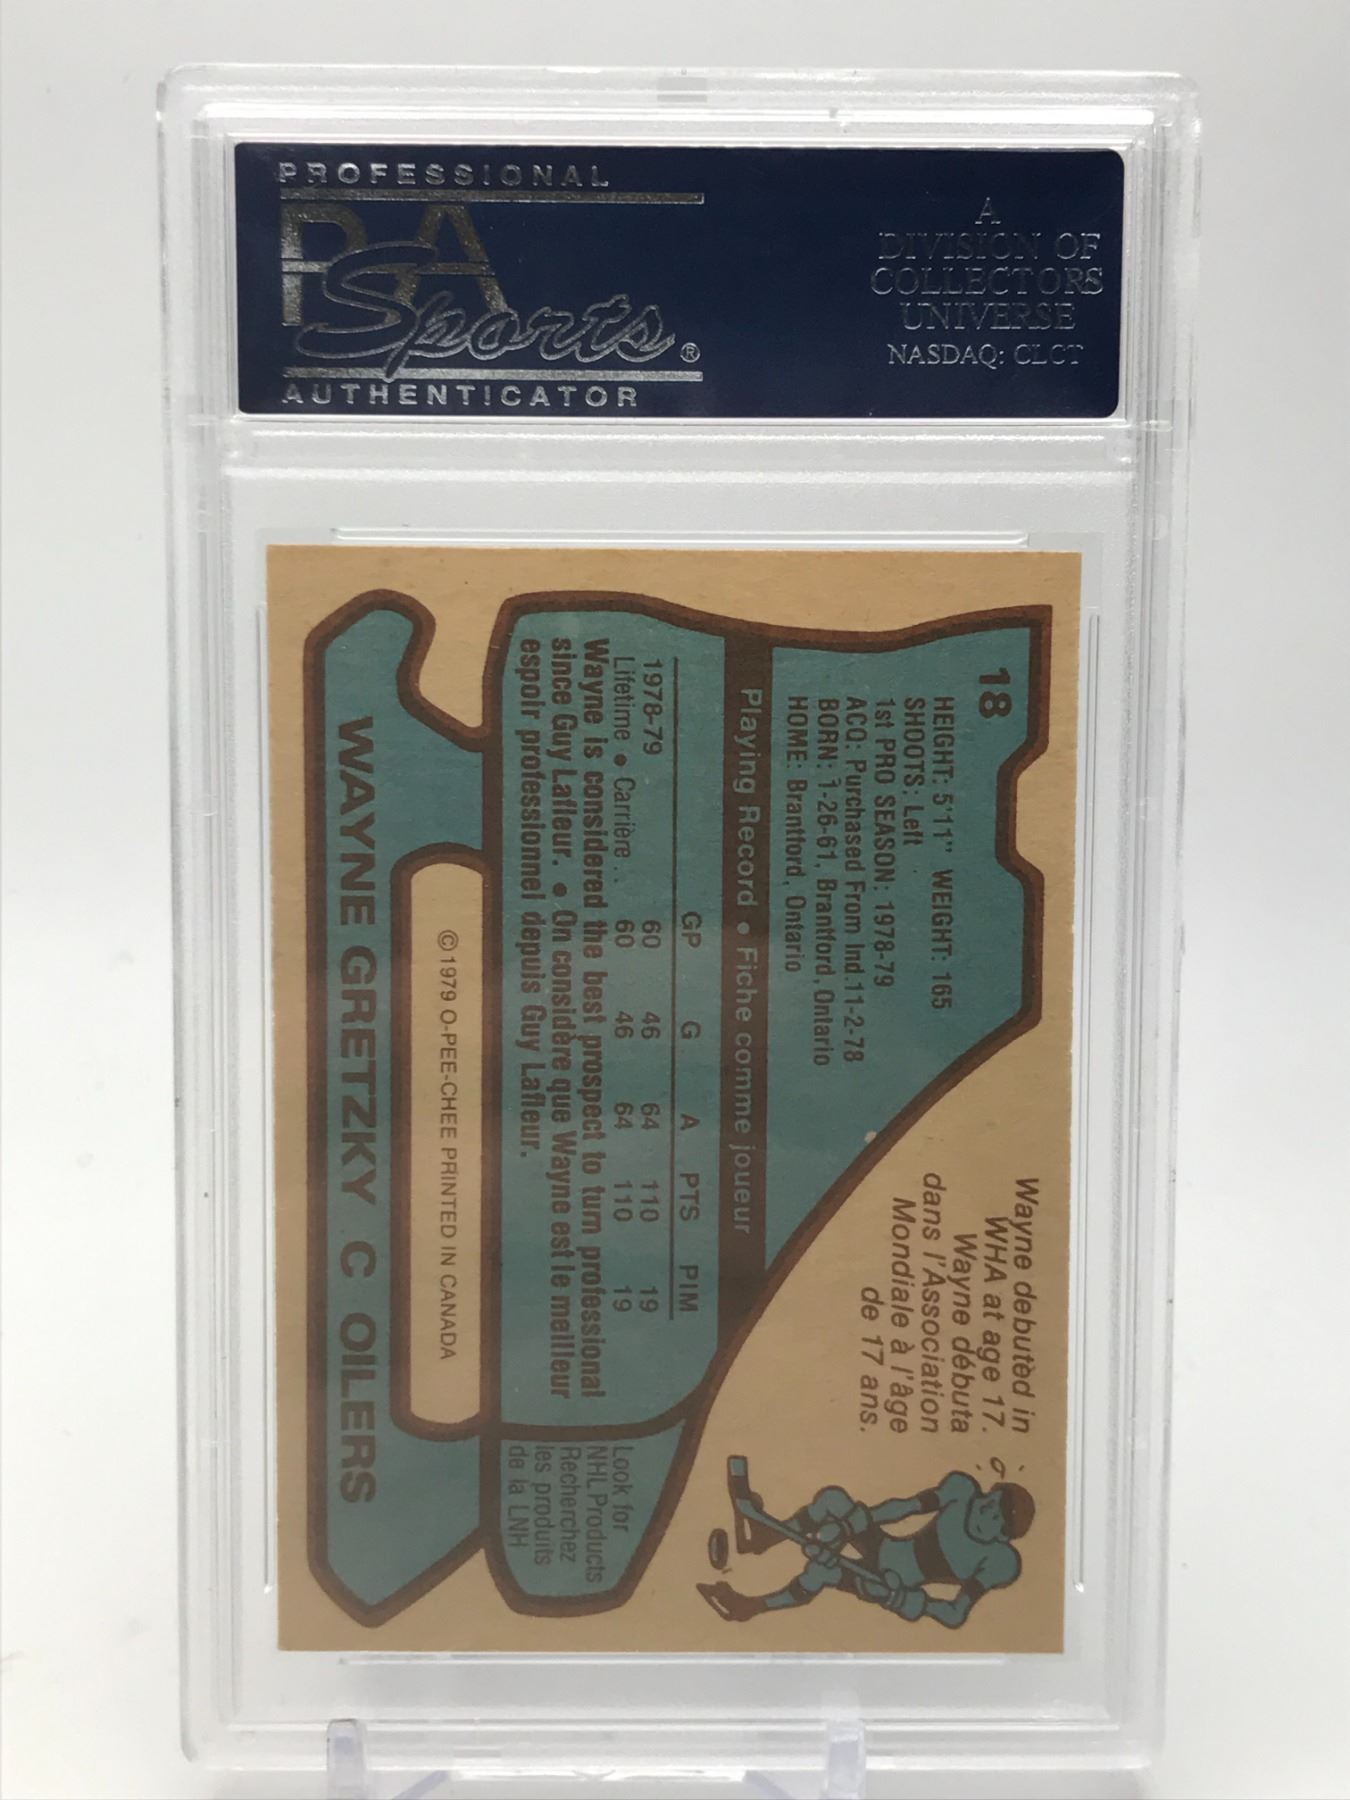 PROFESSIONAL
PSA
Sports®
AUTHENTICATOR
A
DIVISION OF
COLLECTORS
UNIVERSE
NASDAQ: CLCT
18
HEIGHT: 5'11" WEIGHT: 165
SHOOTS: Left
1st PRO SEASON: 1978-79
ACQ: Purchased From Ind.11-2-78
BORN: 1-26-61, Brantford, Ontario
HOME: Brantford, Ontario
Wayne debuted in
WHA at age 17.
Wayne débuta
dans l'Association
Mondiale à l'âge
de 17 ans.
Playing Record • Fiche comme joueur
GP G A PTS PIM
1978-79 60 46 64 110 19
Lifetime • Carrière .. 60 46 64 110 19
Wayne is considered the best prospect to turn professional
since Guy Lafleur. • On considère que Wayne est le meilleur
espoir professionnel depuis Guy Lafleur.
Look for
NHL Products
Recherchez
les produits
de la LNH
©1979 O-PEE-CHEE PRINTED IN CANADA
WAYNE GRETZKY C OILERS